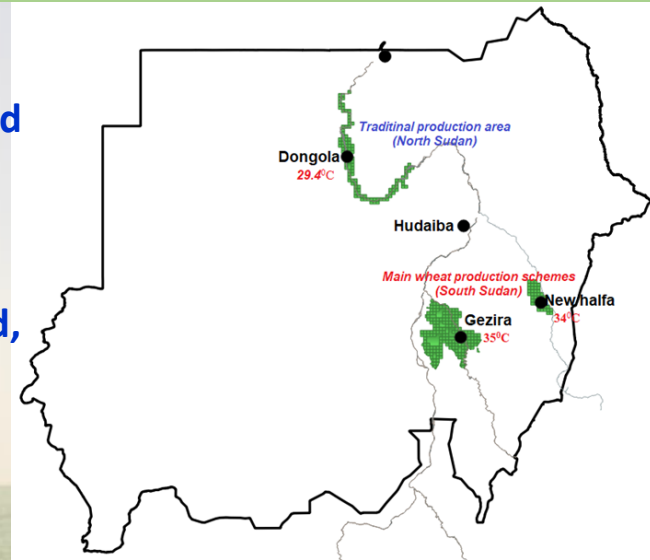 d
Traditinal production area
(North Sudan)
Dongola
29.4⁰C
Hudaiba
Main wheat production schemes
(South Sudan)
New halfa
34⁰C
d,
Gezira
35⁰C